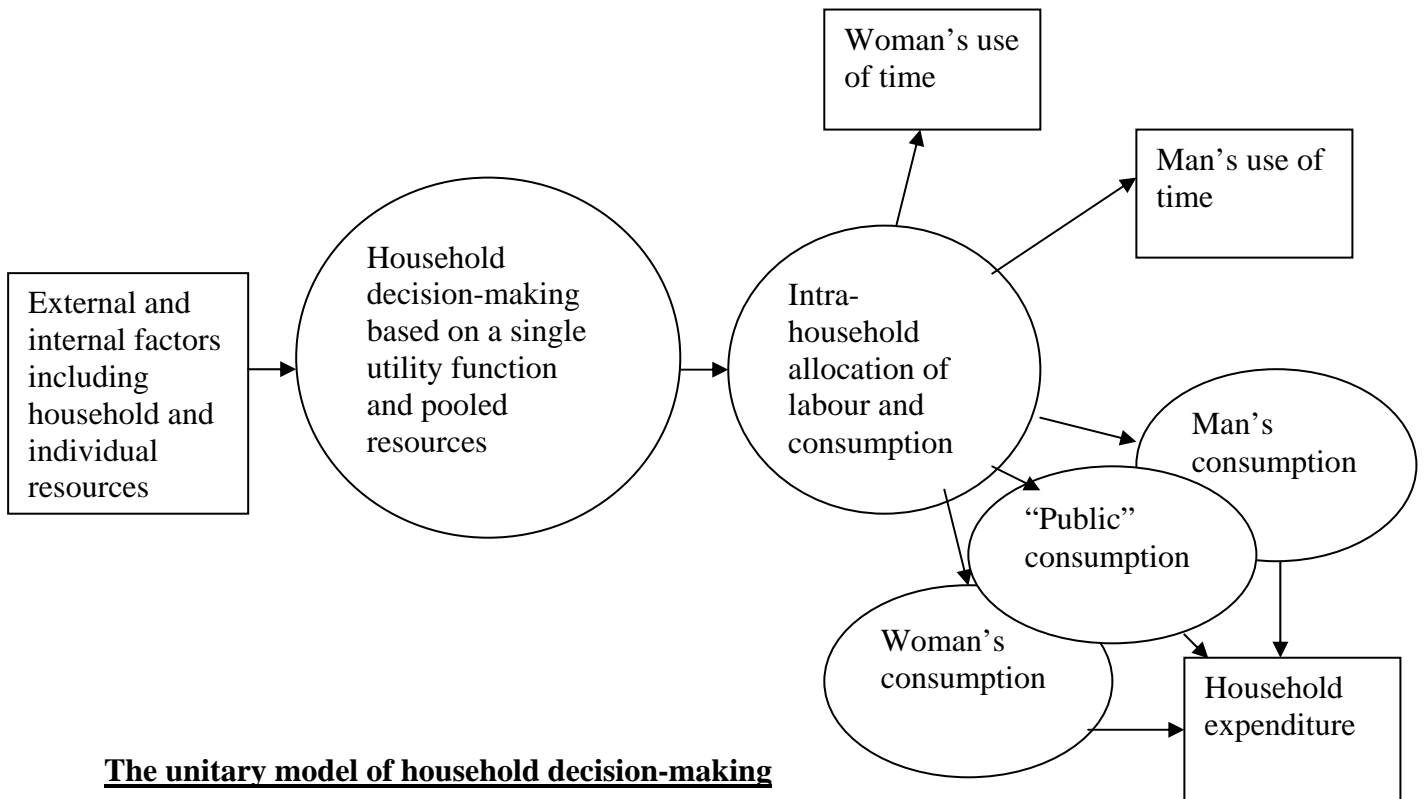 Woman’s use
of time
Man’s use of
time
External and
internal factors
including
household and
individual
resources
Household
decision-making
based on a single
utility function
and pooled
resources
Intra-
household
allocation of
labour and
consumption
Man’s
consumption
“Public”
consumption
Woman’s
consumption
Household
expenditure
The unitary model of household decision-making